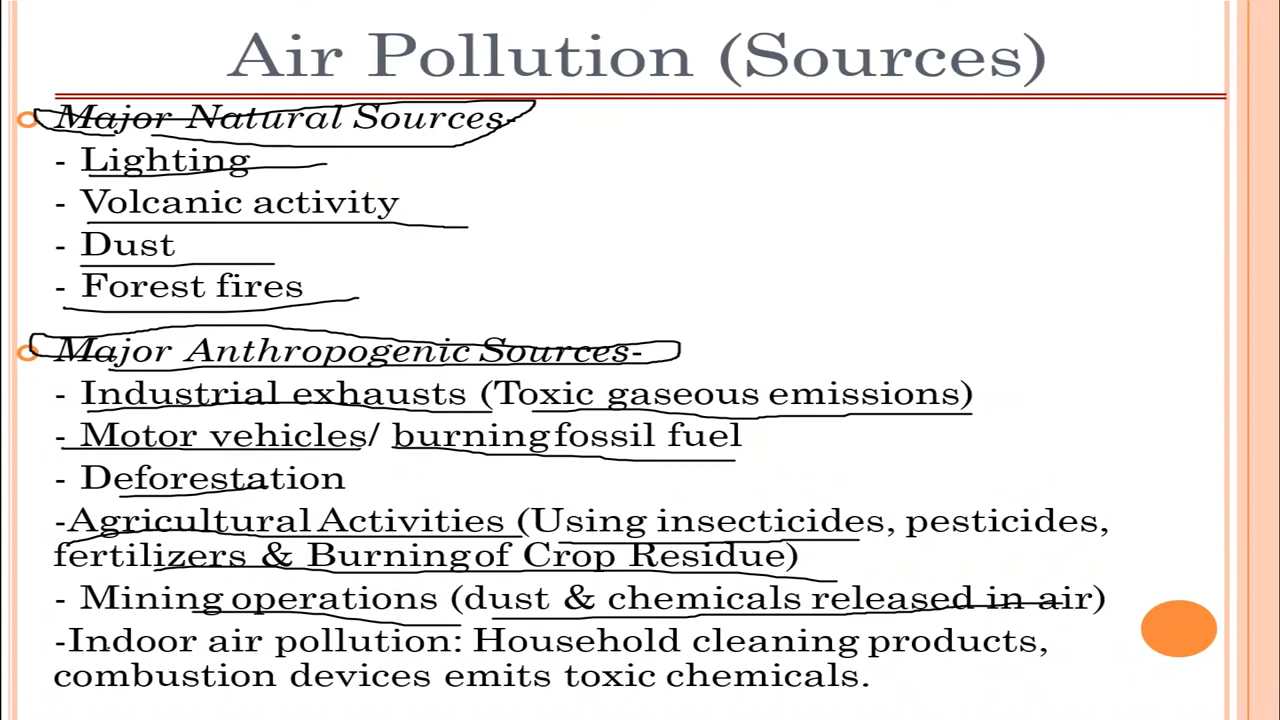 Air Pollution (Sources)
Major Natural Sources-
- Lighting
- Volcanic activity
- Dust
- Forest fires
Major Anthropogenic Sources-
- Industrial exhausts (Toxic gaseous emissions)
- Motor vehicles/ burning fossil fuel
- Deforestation
-Agricultural Activities (Using insecticides, pesticides,
fertilizers & Burning of Crop Residue)
- Mining operations (dust & chemicals released in air)
-Indoor air pollution: Household cleaning products,
combustion devices emits toxic chemicals.